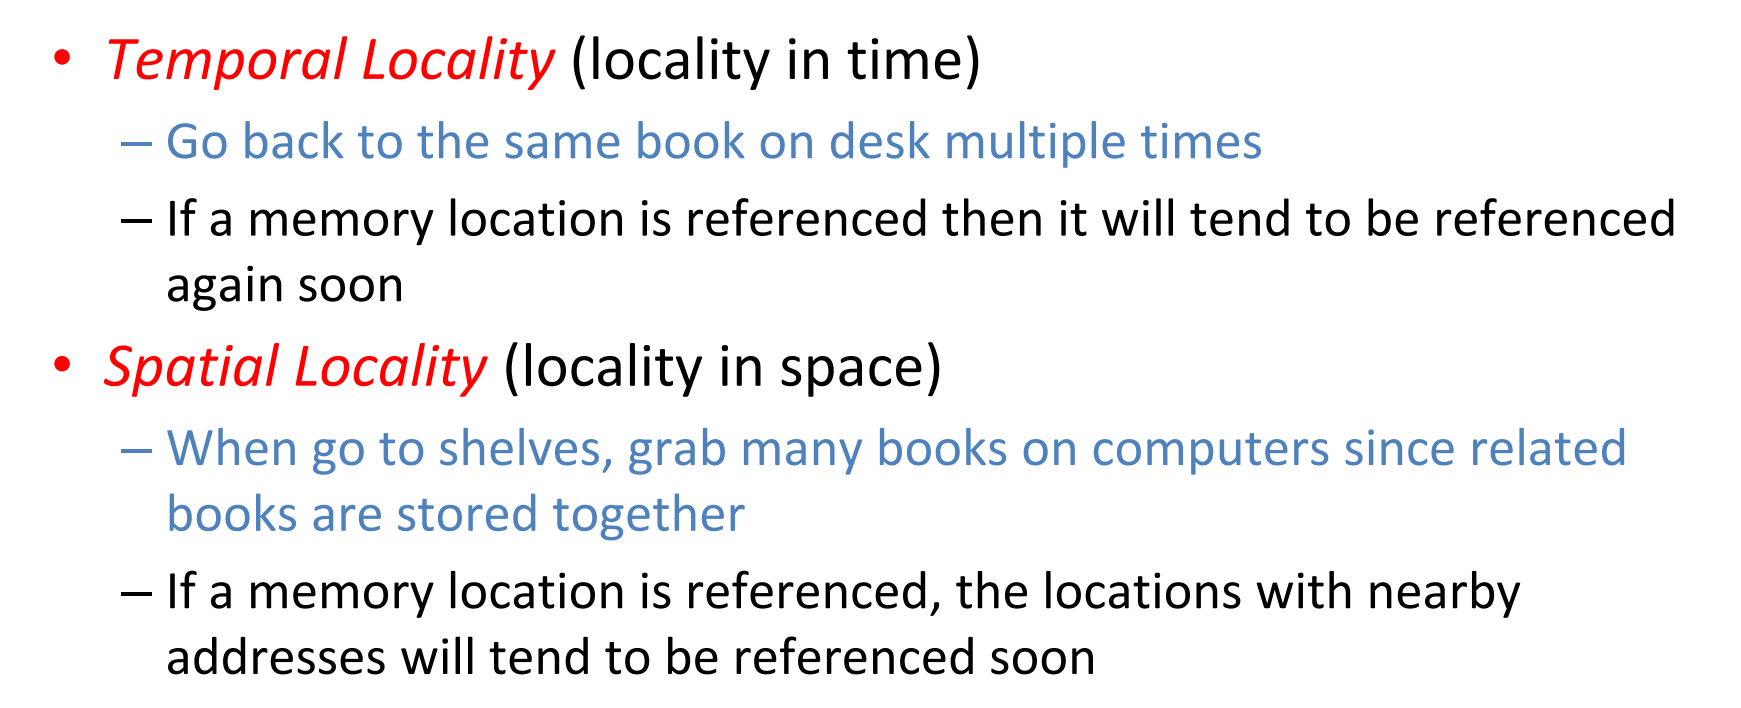 • Temporal Locality (locality in time)
– Go back to the same book on desk multiple times
– If a memory location is referenced then it will tend to be referenced
again soon
• Spatial Locality (locality in space)
– When go to shelves, grab many books on computers since related
books are stored together
– If a memory location is referenced, the locations with nearby
addresses will tend to be referenced soon